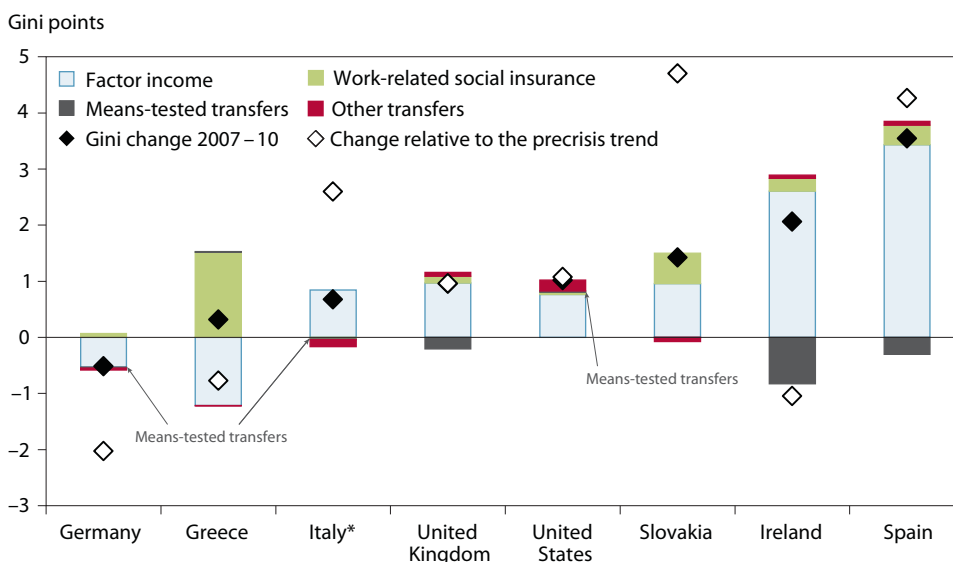 Gini points
5
4
3
2
1
0
–1
–2
–3
Factor income
Work-related social insurance
Means-tested transfers
Other transfers
Gini change 2007 – 10
Change relative to the precrisis trend
Means-tested transfers
Means-tested transfers
Germany
Greece
Italy*
United
Kingdom
United
States
Slovakia
Ireland
Spain